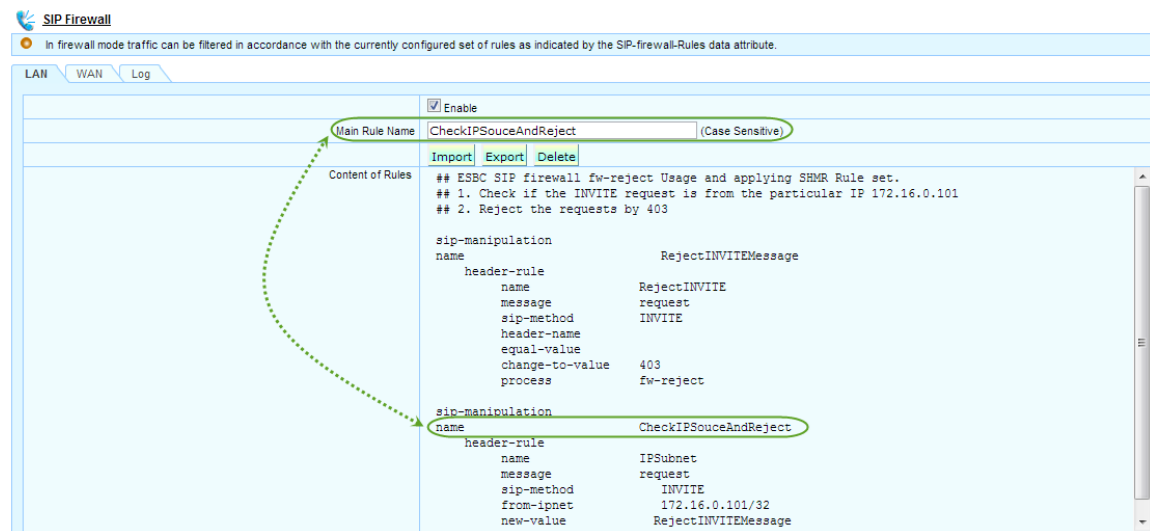 SIP Firewall
In firewall mode traffic can be filtered in accordance with the currently configured set of rules as indicated by the SIP-firewall-Rules data attribute.
LAN WAN Log
Enable
Main Rule Name CheckIPSouceAndReject (Case Sensitive)
Import Export Delete
Content of Rules
## ESBC SIP firewall fw-reject Usage and applying SHMR Rule set.
## 1. Check if the INVITE request is from the particular IP 172.16.0.101
## 2. Reject the requests by 403
sip-manipulation
name RejectINVITEMessage
header-rule
name RejectINVITE
message request
sip-method INVITE
header-name
equal-value
change-to-value 403
process fw-reject
sip-manipulation
name CheckIPSouceAndReject
header-rule
name IPSubnet
message request
sip-method INVITE
from-ipnet 172.16.0.101/32
new-value RejectINVITEMessage